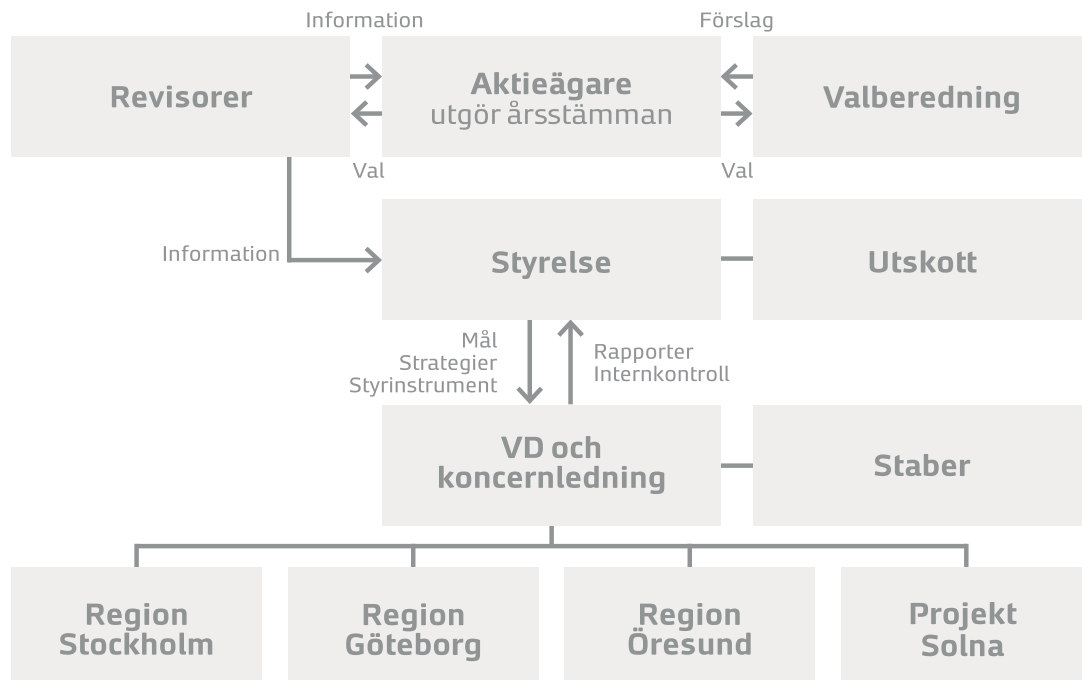 Information
Förslag
Revisorer
Aktieägare
utgör årsstämman
Valberedning
Val
Val
Information
Styrelse
Utskott
Mål
Strategier
Styrinstrument
Rapporter
Internkontroll
VD och
koncernledning
Staber
Region
Stockholm
Region
Göteborg
Region
Öresund
Projekt
Solna